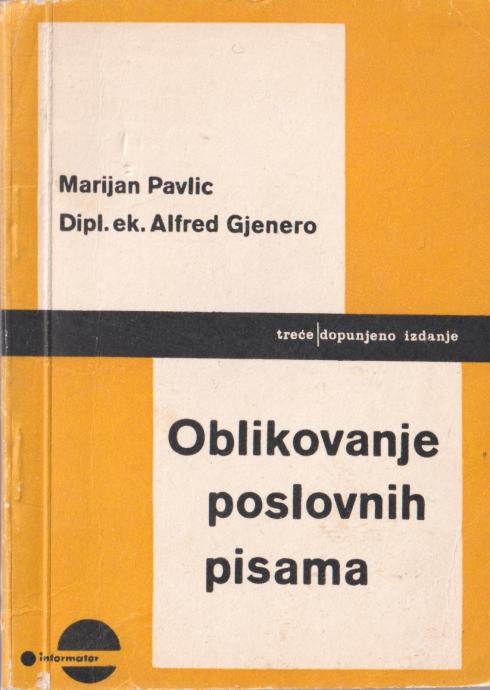 Marijan Pavlic
Dipl. ek. Alfred Gjenero
treće|dopunjeno izdanje
Oblikovanje
poslovnih
pisama
informator